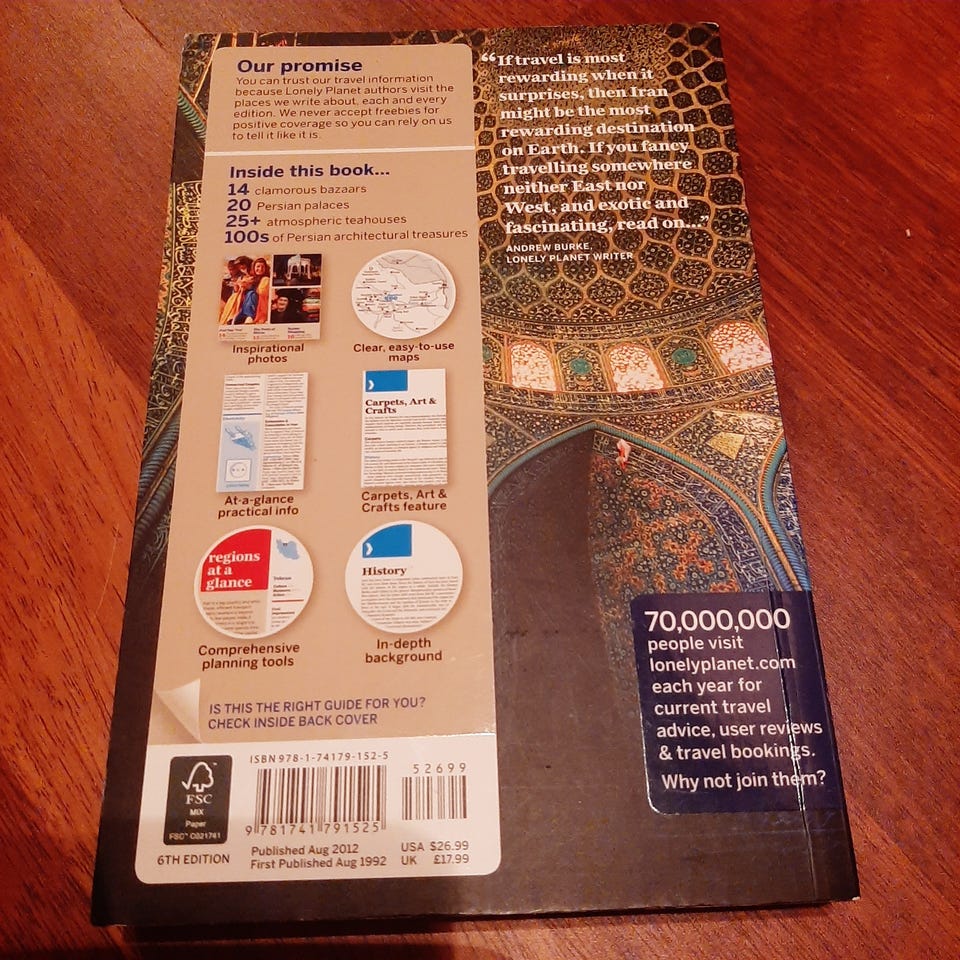 Our promise
You can trust our travel information
because Lonely Planet authors visit the
places we write about, each and every
edition. We never accept freebies for
positive coverage so you can rely on us
to tell it like it is.
Inside this book...
14 clamorous bazaars
20 Persian palaces
25+ atmospheric teahouses
100s of Persian architectural treasures
Inspirational
photos
Clear, easy-to-use
maps
Carpets, Art &
Crafts
Carpets
At-a-glance
practical info
Carpets, Art &
Crafts feature
regions
at a
glance
History
Comprehensive
planning tools
In-depth
background
IS THIS THE RIGHT GUIDE FOR YOU?
CHECK INSIDE BACK COVER
ISBN 978-1-74179-152-5
52699
9 781741 791525
FSC
MIX
Paper
FSC™ C021741
6TH EDITION
Published Aug 2012
First Published Aug 1992
USA $26.99
UK £17.99
“If travel is most
rewarding when it
surprises, then Iran
might be the most
rewarding destination
on Earth. If you fancy
travelling somewhere
neither East nor
West, and exotic and
fascinating, read on...”
ANDREW BURKE,
LONELY PLANET WRITER
70,000,000
people visit
lonelyplanet.com
each year for
current travel
advice, user reviews
& travel bookings.
Why not join them?